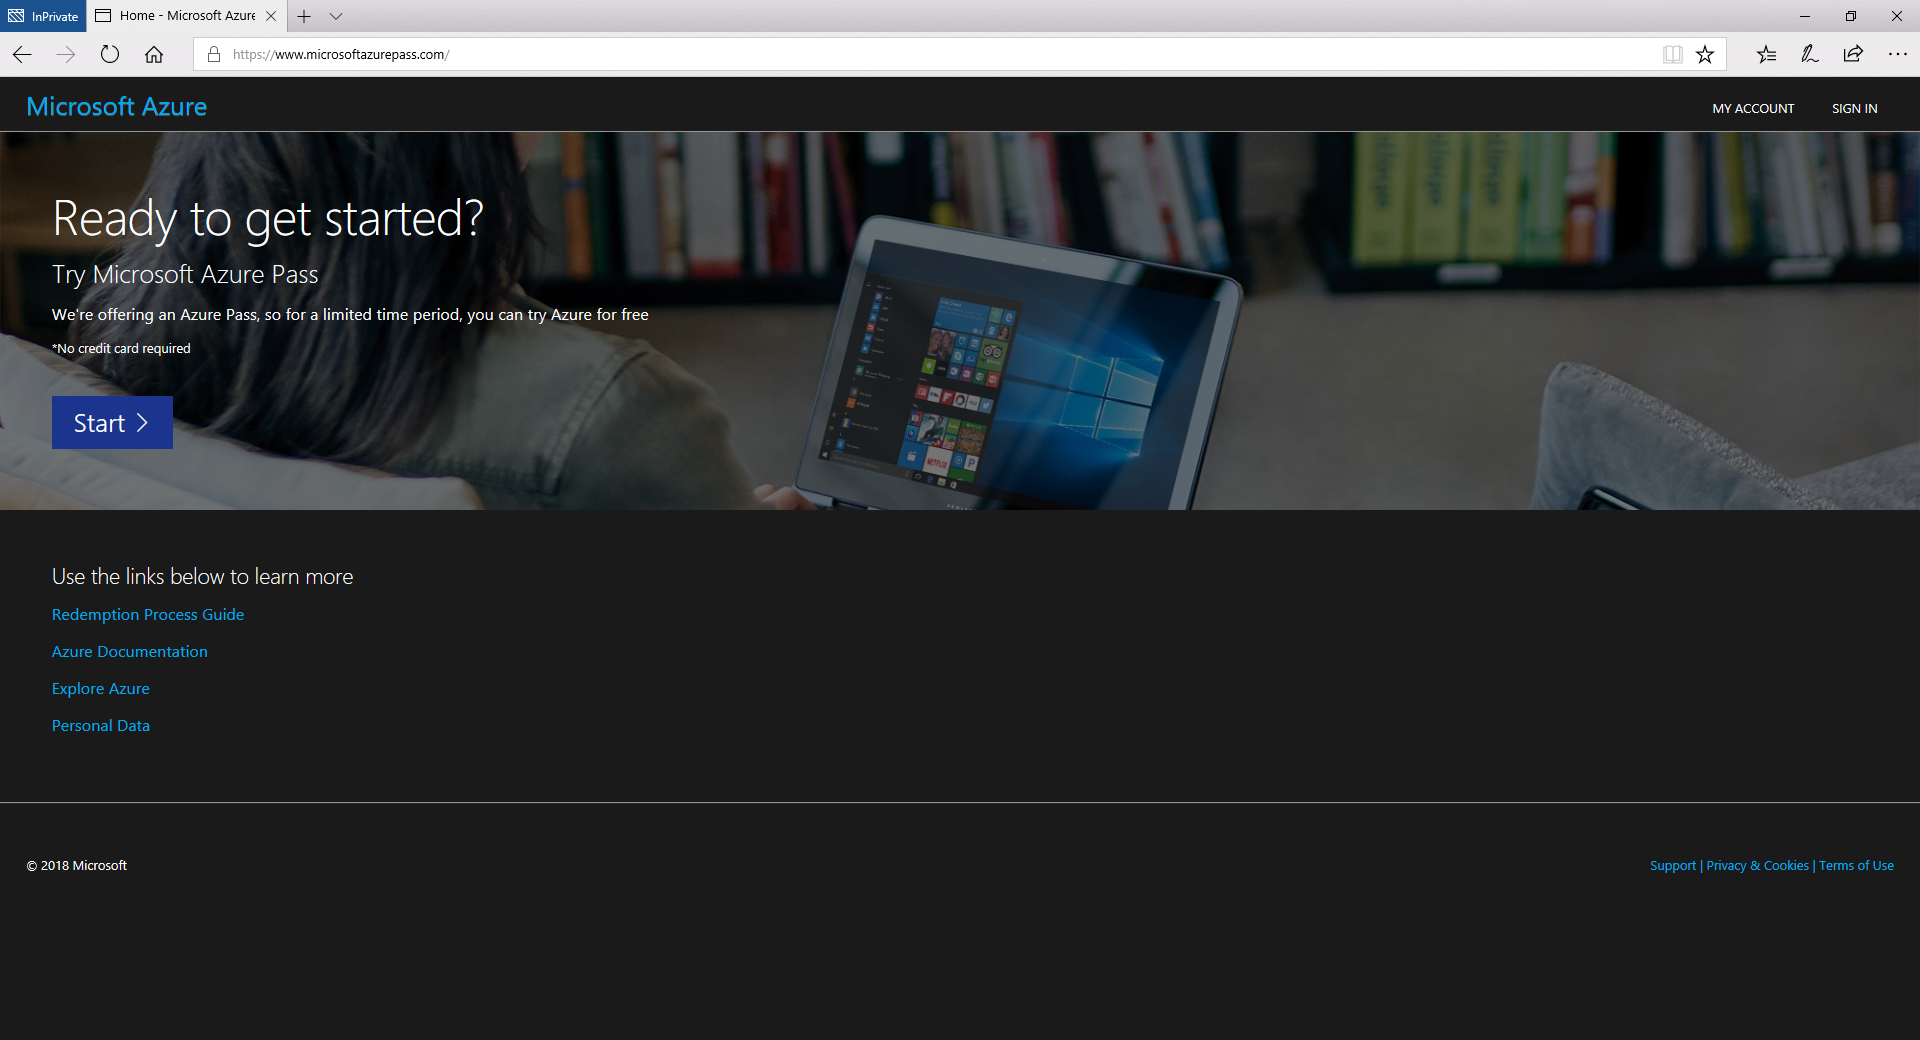 InPrivate
Home - Microsoft Azure
https://www.microsoftazurepass.com/
Microsoft Azure
MY ACCOUNT
SIGN IN
Ready to get started?
Try Microsoft Azure Pass
We're offering an Azure Pass, so for a limited time period, you can try Azure for free
*No credit card required
Start
NETFLIX
Use the links below to learn more
Redemption Process Guide
Azure Documentation
Explore Azure
Personal Data
© 2018 Microsoft
Support | Privacy & Cookies | Terms of Use